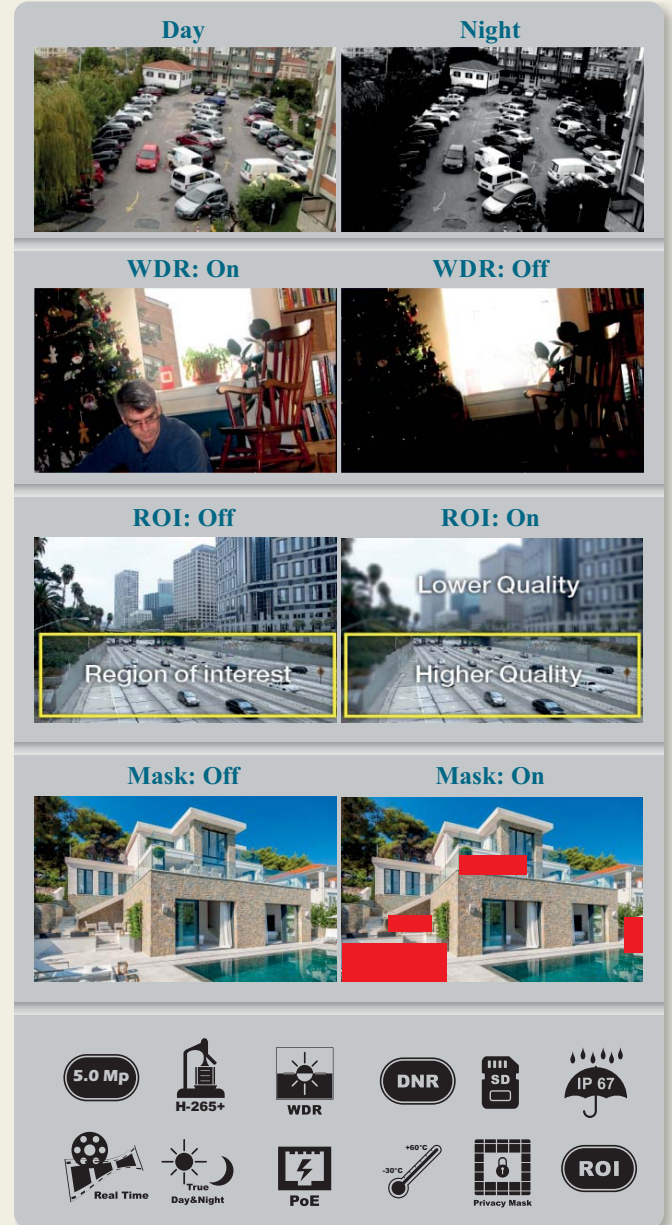 Day
Night
WDR: On
WDR: Off
ROI: Off
ROI: On
Region of interest
Lower Quality
Higher Quality
Mask: Off
Mask: On
5.0 Mp
H-265+
WDR
DNR
SD
IP 67
Real Time
True
Day&Night
PoE
+60°C
-30°C
Privacy Mask
ROI